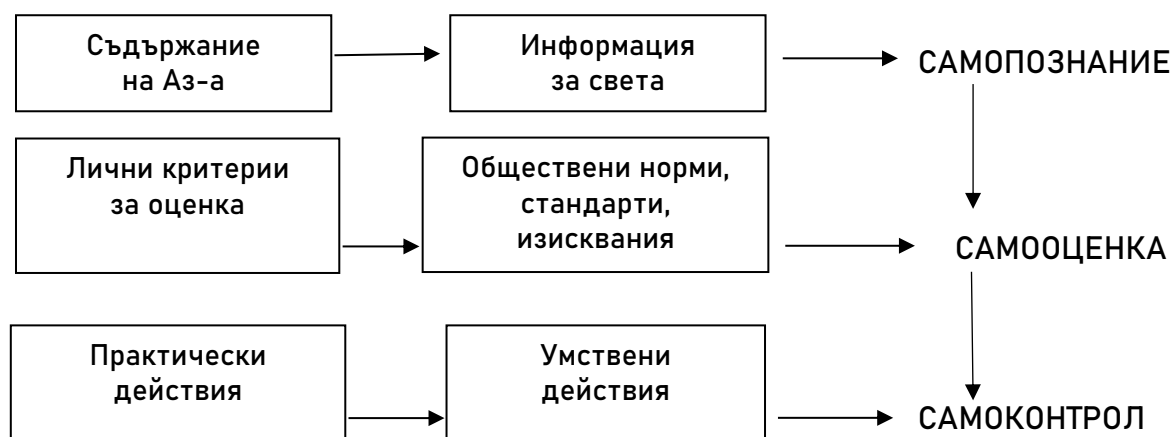 Съдържание
на Аз-а
Информация
за света
САМОПОЗНАНИЕ
Лични критерии
за оценка
Обществени норми,
стандарти,
изисквания
САМООЦЕНКА
Практически
действия
Умствени
действия
САМОКОНТРОЛ